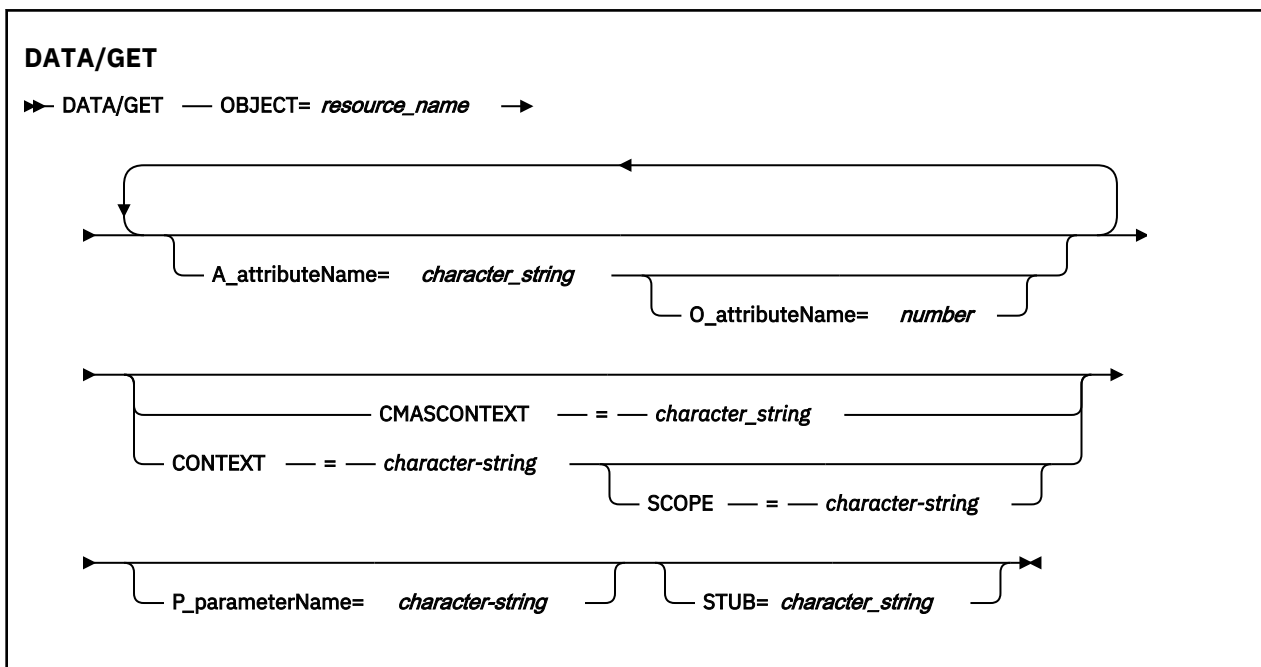 DATA/GET
DATA/GET OBJECT= resource_name
A_attributeName= character_string
O_attributeName= number
CMASCONTEXT = character_string
CONTEXT = character-string
SCOPE = character-string
P_parameterName= character-string STUB= character_string